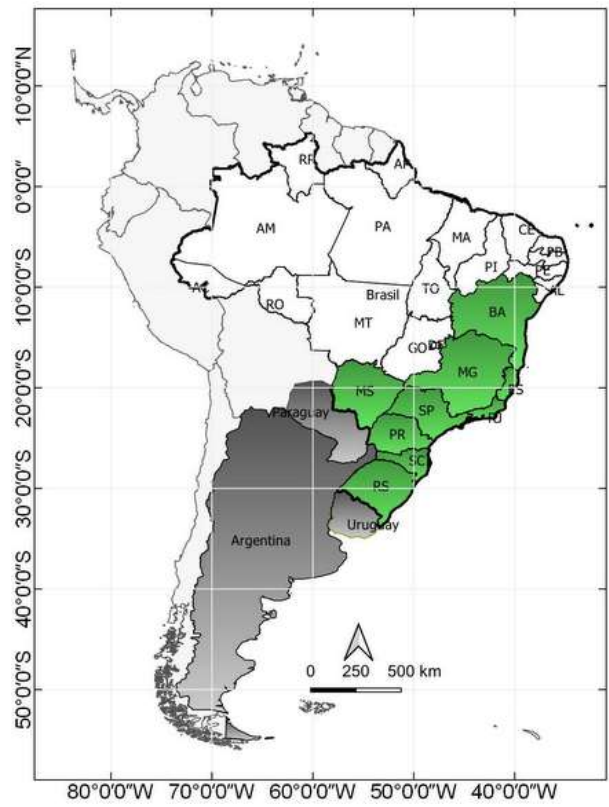 10°0'0"N
0°0'0"
10°0'0"S
20°0'0"S
30°0'0"S
40°0'0"S
50°0'0"S
RR
AM
PA
MA
CE
PB
PI
PE
AL
AC
RO
Brasil
TO
MT
BA
GO
DF
MG
MS
ES
SP
RJ
Paraguay
PR
SC
RS
Uruguay
Argentina
0 250 500 km
80°0'0"W 70°0'0"W 60°0'0"W 50°0'0"W 40°0'0"W